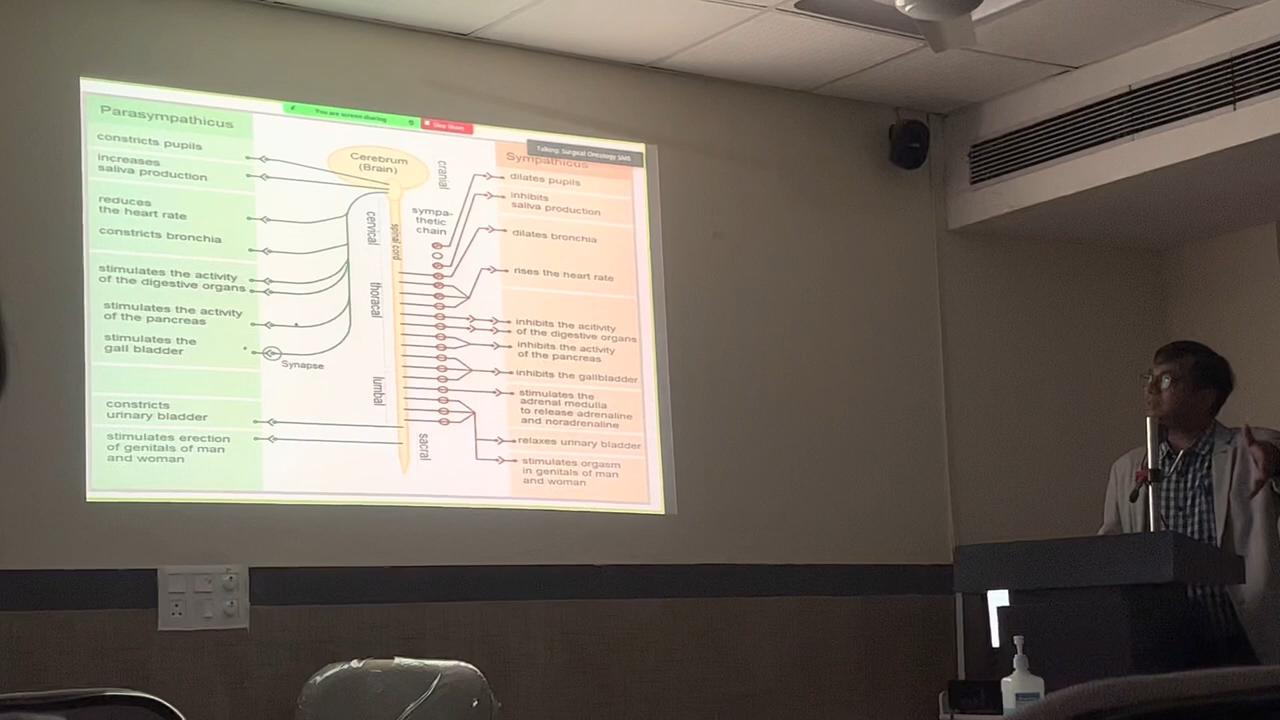 You are screen sharing
Stop Share
Talking: Surgical Oncology SMS
Parasympathicus
constricts pupils
increases
saliva production
reduces
the heart rate
constricts bronchia
stimulates the activity
of the digestive organs
stimulates the activity
of the pancreas
stimulates the
gall bladder
constricts
urinary bladder
stimulates erection
of genitals of man
and woman
Cerebrum
(Brain)
cranial
cervical
spinal cord
sympa-
thetic
chain
thoracal
Synapse
lumbal
sacral
Sympathicus
dilates pupils
inhibits
saliva production
dilates bronchia
rises the heart rate
inhibits the acitivity
of the digestive organs
inhibits the activity
of the pancreas
inhibits the gallbladder
stimulates the
adrenal medulla
to release adrenaline
and noradrenaline
relaxes urinary bladder
stimulates orgasm
in genitals of man
and woman